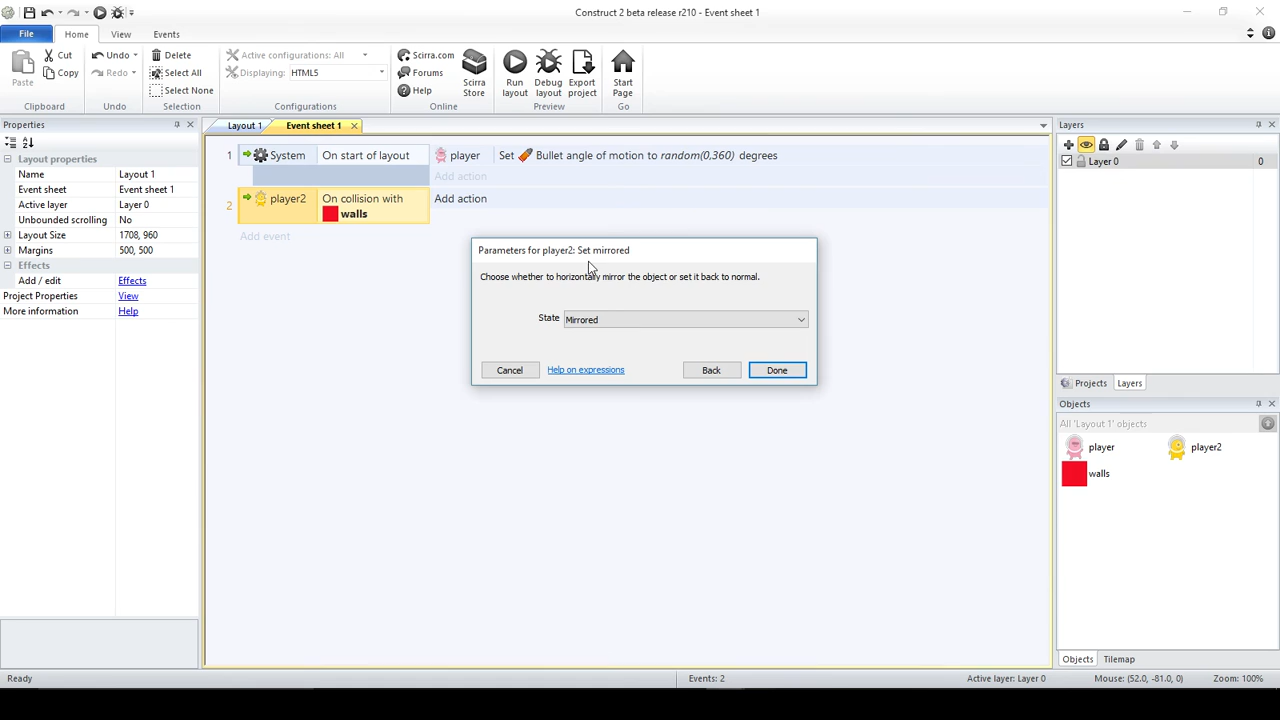 Construct 2 beta release r210 - Event sheet 1
File Home View Events
Paste Cut Copy Clipboard
Undo Redo Undo
Delete Select All Select None Selection
Active configurations: All
Displaying: HTML5
Configurations
Scirra.com Forums Help Scirra Store Online
Run layout Debug layout Export project Preview
Start Page Go
Properties
Layout 1 Event sheet 1
Layout properties
Name Layout 1
Event sheet Event sheet 1
Active layer Layer 0
Unbounded scrolling No
Layout Size 1708, 960
Margins 500, 500
Effects
Add / edit Effects
Project Properties View
More information Help
1 System On start of layout player Set Bullet angle of motion to random(0,360) degrees
Add action
2 player2 On collision with walls Add action
Add event
Parameters for player2: Set mirrored
Choose whether to horizontally mirror the object or set it back to normal.
State Mirrored
Cancel Help on expressions Back Done
Layers
Layer 0 0
Projects Layers
Objects
All 'Layout 1' objects
player player2
walls
Objects Tilemap
Ready Events: 2 Active layer: Layer 0 Mouse: (52.0, -81.0, 0) Zoom: 100%